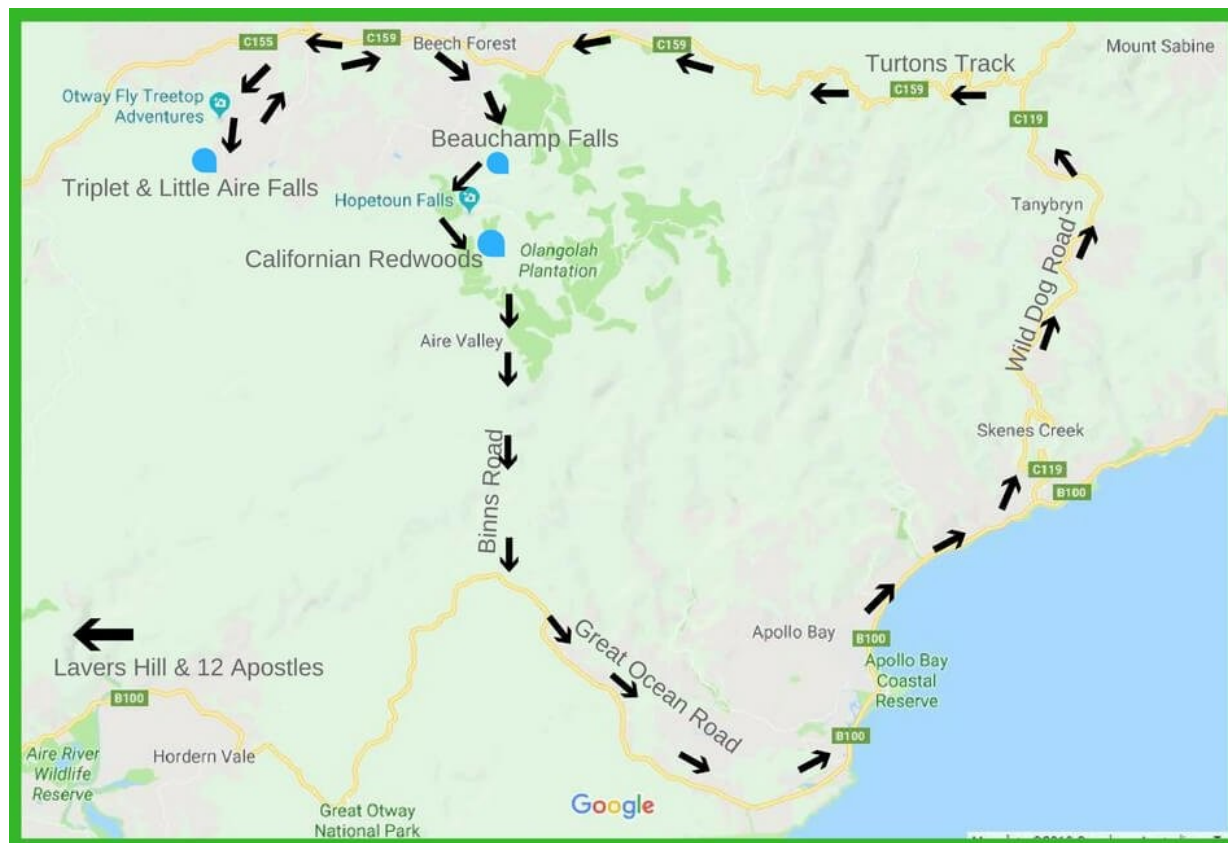 C155
C159
Beech Forest
C159
Mount Sabine
Turtons Track
C159
Otway Fly Treetop
Adventures
C119
Beauchamp Falls
Triplet & Little Aire Falls
Hopetoun Falls
Tanybryn
Californian Redwoods
Olangolah
Plantation
Wild Dog Road
Aire Valley
Skenes Creek
C119
B100
Binns Road
Great Ocean Road
Apollo Bay
B100
Lavers Hill & 12 Apostles
Apollo Bay
Coastal
Reserve
B100
B100
Aire River
Wildlife
Reserve
Hordern Vale
Google
Great Otway
National Park